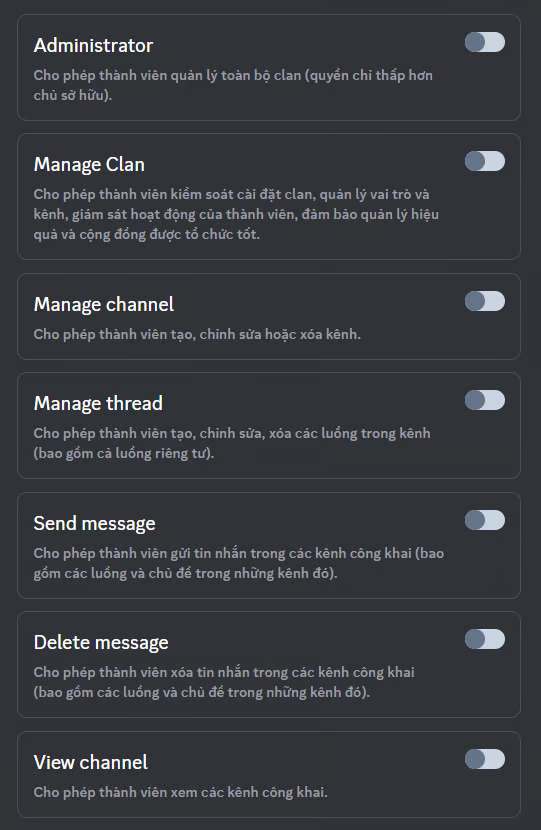 Administrator
Cho phép thành viên quản lý toàn bộ clan (quyền chỉ thấp hơn
chủ sở hữu).
Manage Clan
Cho phép thành viên kiểm soát cài đặt clan, quản lý vai trò và
kênh, giám sát hoạt động của thành viên, đảm bảo quản lý hiệu
quả và cộng đồng được tổ chức tốt.
Manage channel
Cho phép thành viên tạo, chỉnh sửa hoặc xóa kênh.
Manage thread
Cho phép thành viên tạo, chỉnh sửa, xóa các luồng trong kênh
(bao gồm cả luồng riêng tư).
Send message
Cho phép thành viên gửi tin nhắn trong các kênh công khai (bao
gồm các luồng và chủ đề trong những kênh đó).
Delete message
Cho phép thành viên xóa tin nhắn trong các kênh công khai
(bao gồm các luồng và chủ đề trong những kênh đó).
View channel
Cho phép thành viên xem các kênh công khai.